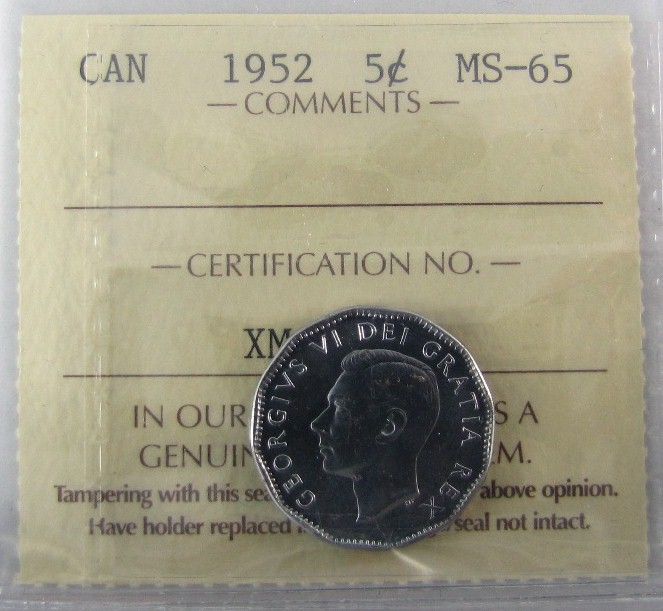 CAN 1952 5¢ MS-65
— COMMENTS —
— CERTIFICATION NO. —
XM
IN OUR S A
GENUIN M.
Tampering with this sea above opinion.
Have holder replaced seal not intact.
GEORGIVS VI DEI GRATIA REX